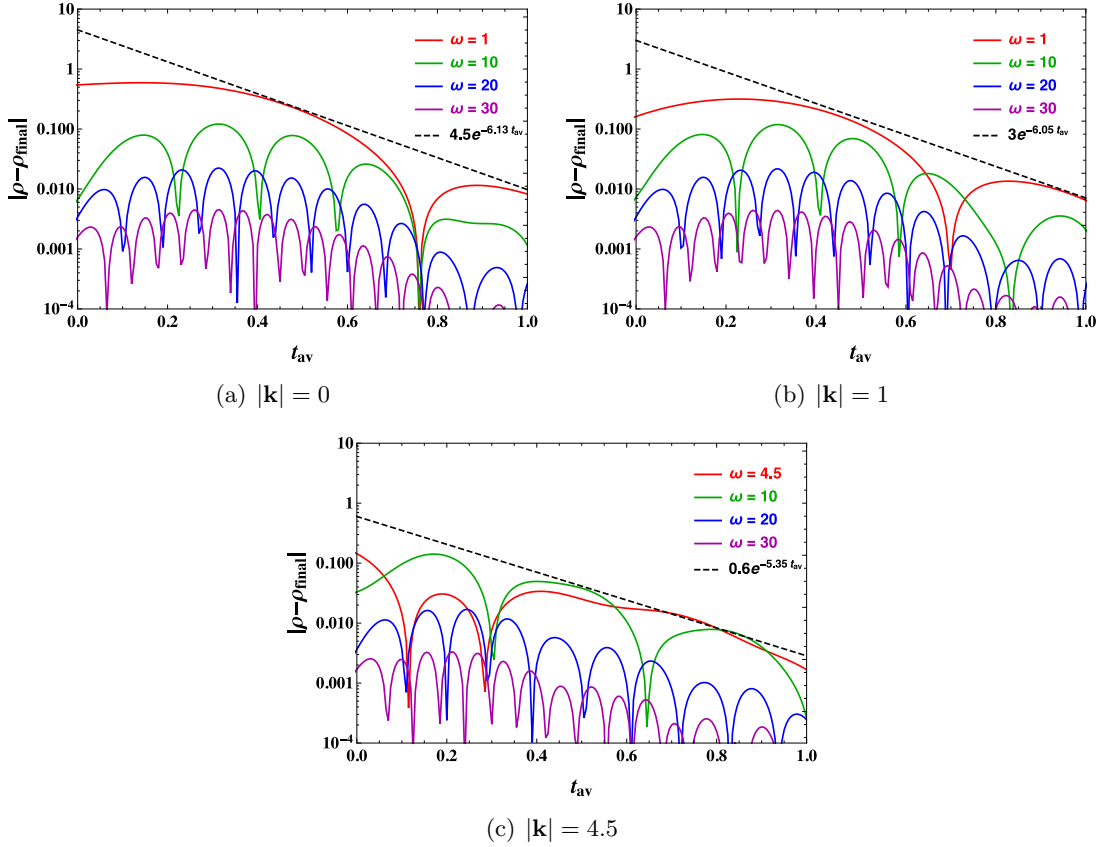 10
1
0.100
0.010
0.001
10⁻⁴
|ρ−ρfinal|
ω = 1
ω = 10
ω = 20
ω = 30
4.5e^−6.13 tav
0.0 0.2 0.4 0.6 0.8 1.0
tav
(a) |k| = 0
10
1
0.100
0.010
0.001
10⁻⁴
|ρ−ρfinal|
ω = 1
ω = 10
ω = 20
ω = 30
3e^−6.05 tav
0.0 0.2 0.4 0.6 0.8 1.0
tav
(b) |k| = 1
10
1
0.100
0.010
0.001
10⁻⁴
|ρ−ρfinal|
ω = 4.5
ω = 10
ω = 20
ω = 30
0.6e^−5.35 tav
0.0 0.2 0.4 0.6 0.8 1.0
tav
(c) |k| = 4.5